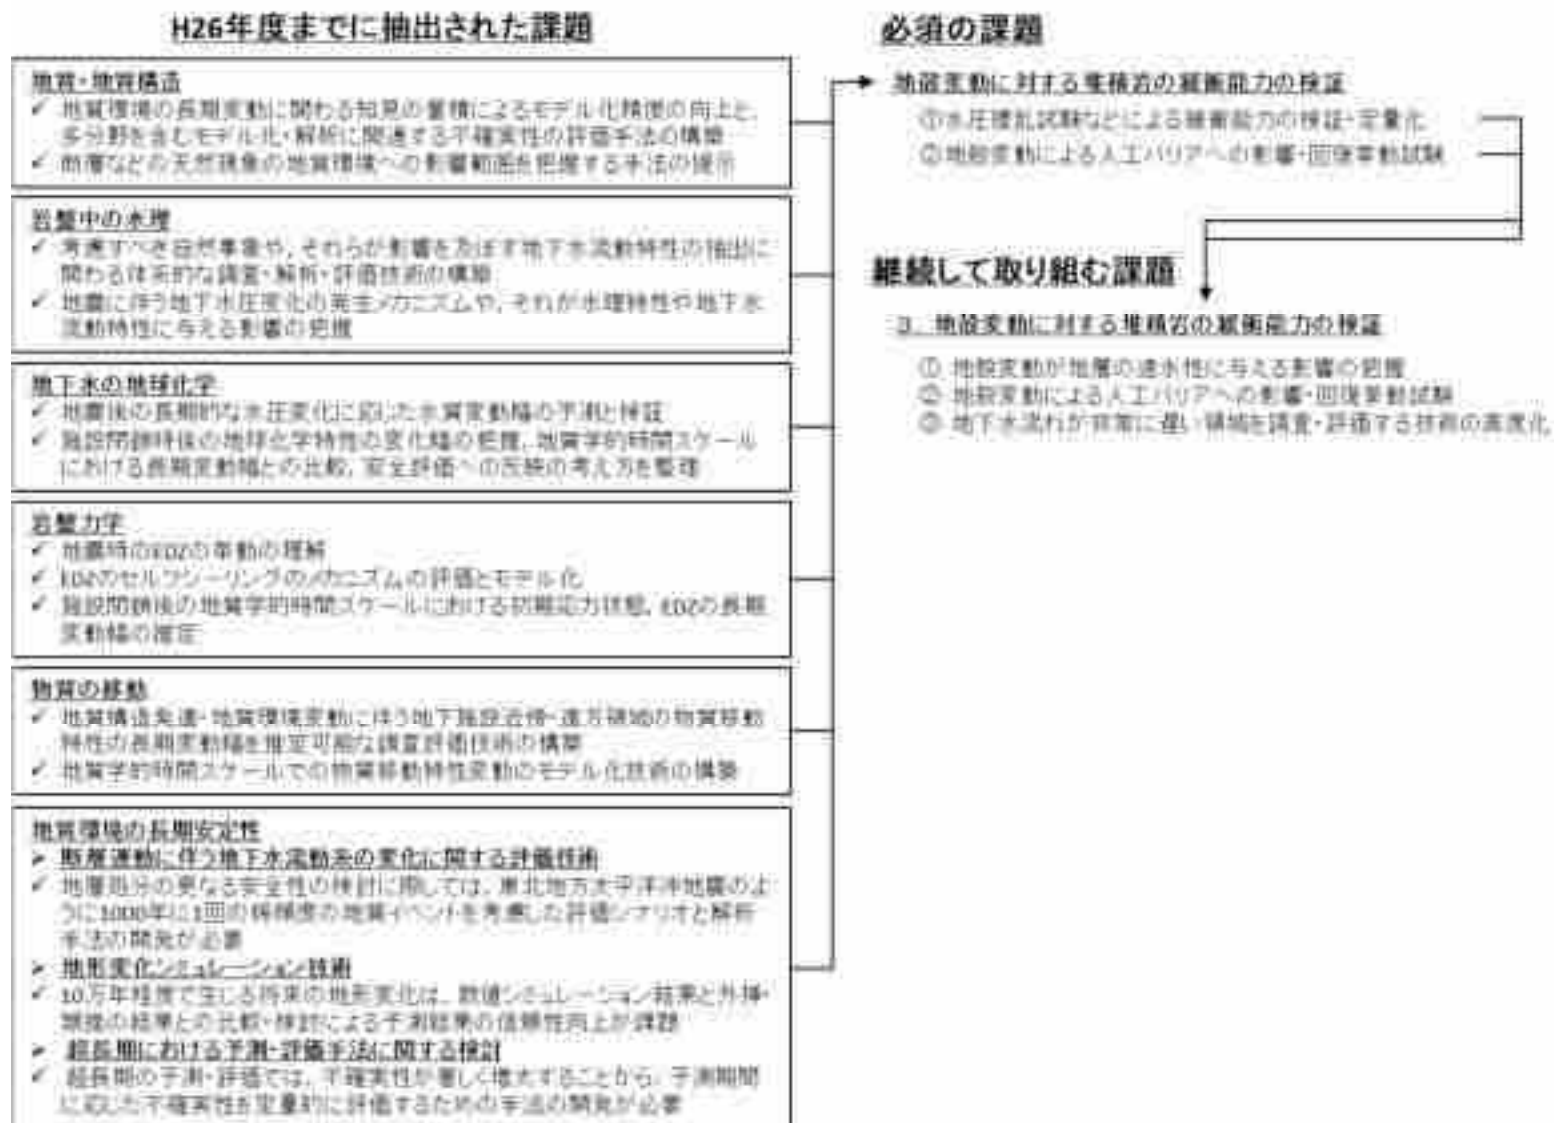 H26年度までに抽出された課題
地質・地質構造
✓ 地質環境の長期変動に関わる知見の蓄積によるモデル化精度の向上と,
多分野を含むモデル化・解析に関連する不確実性の評価手法の構築
✓ 断層などの天然現象の地質環境への影響範囲を把握する手法の提示
岩盤中の水理
✓ 考慮すべき自然事象や, それらが影響を及ぼす地下水流動特性の抽出に
関わる体系的な調査・解析・評価技術の構築
✓ 地震に伴う地下水圧変化の発生メカニズムや, それが水理特性や地下水
流動特性に与える影響の把握
地下水の地球化学
✓ 地震後の長期的な水圧変化に応じた水質変動幅の予測と検証
✓ 施設閉鎖時後の地球化学特性の変化幅の把握, 地質学的時間スケール
における長期変動幅との比較, 安全評価への反映の考え方を整理
岩盤力学
✓ 地震時のEDZの挙動の理解
✓ EDZのセルフシーリングのメカニズムの評価とモデル化
✓ 施設閉鎖後の地質学的時間スケールにおける初期応力状態, EDZの長期
変動幅の推定
物質の移動
✓ 地質構造発達・地質環境変動に伴う地下施設近傍・遠方領域の物質移動
特性の長期変動幅を推定可能な調査評価技術の構築
✓ 地質学的時間スケールでの物質移動特性変動のモデル化技術の構築
地質環境の長期安定性
➤ 断層運動に伴う地下水流動系の変化に関する評価技術
✓ 地層処分の更なる安全性の検討に際しては, 東北地方太平洋沖地震のよ
うに1000年に1回の稀頻度の地質イベントを考慮した評価シナリオと解析
手法の開発が必要
➤ 地形変化シミュレーション技術
✓ 10万年程度で生じる将来の地形変化は, 数値シミュレーション結果と外挿・
類推の結果との比較・検討による予測結果の信頼性向上が課題
➤ 超長期における予測・評価手法に関する検討
✓ 超長期の予測・評価では, 不確実性が著しく増大することから, 予測期間
に応じた不確実性を定量的に評価するための手法の開発が必要
必須の課題
地殻変動に対する堆積岩の緩衝能力の検証
①水圧擾乱試験などによる緩衝能力の検証・定量化
②地殻変動による人工バリアへの影響・回復挙動試験
継続して取り組む課題
3. 地殻変動に対する堆積岩の緩衝能力の検証
① 地殻変動が地層の透水性に与える影響の把握
② 地殻変動による人工バリアへの影響・回復挙動試験
③ 地下水流れが非常に遅い領域を調査・評価する技術の高度化